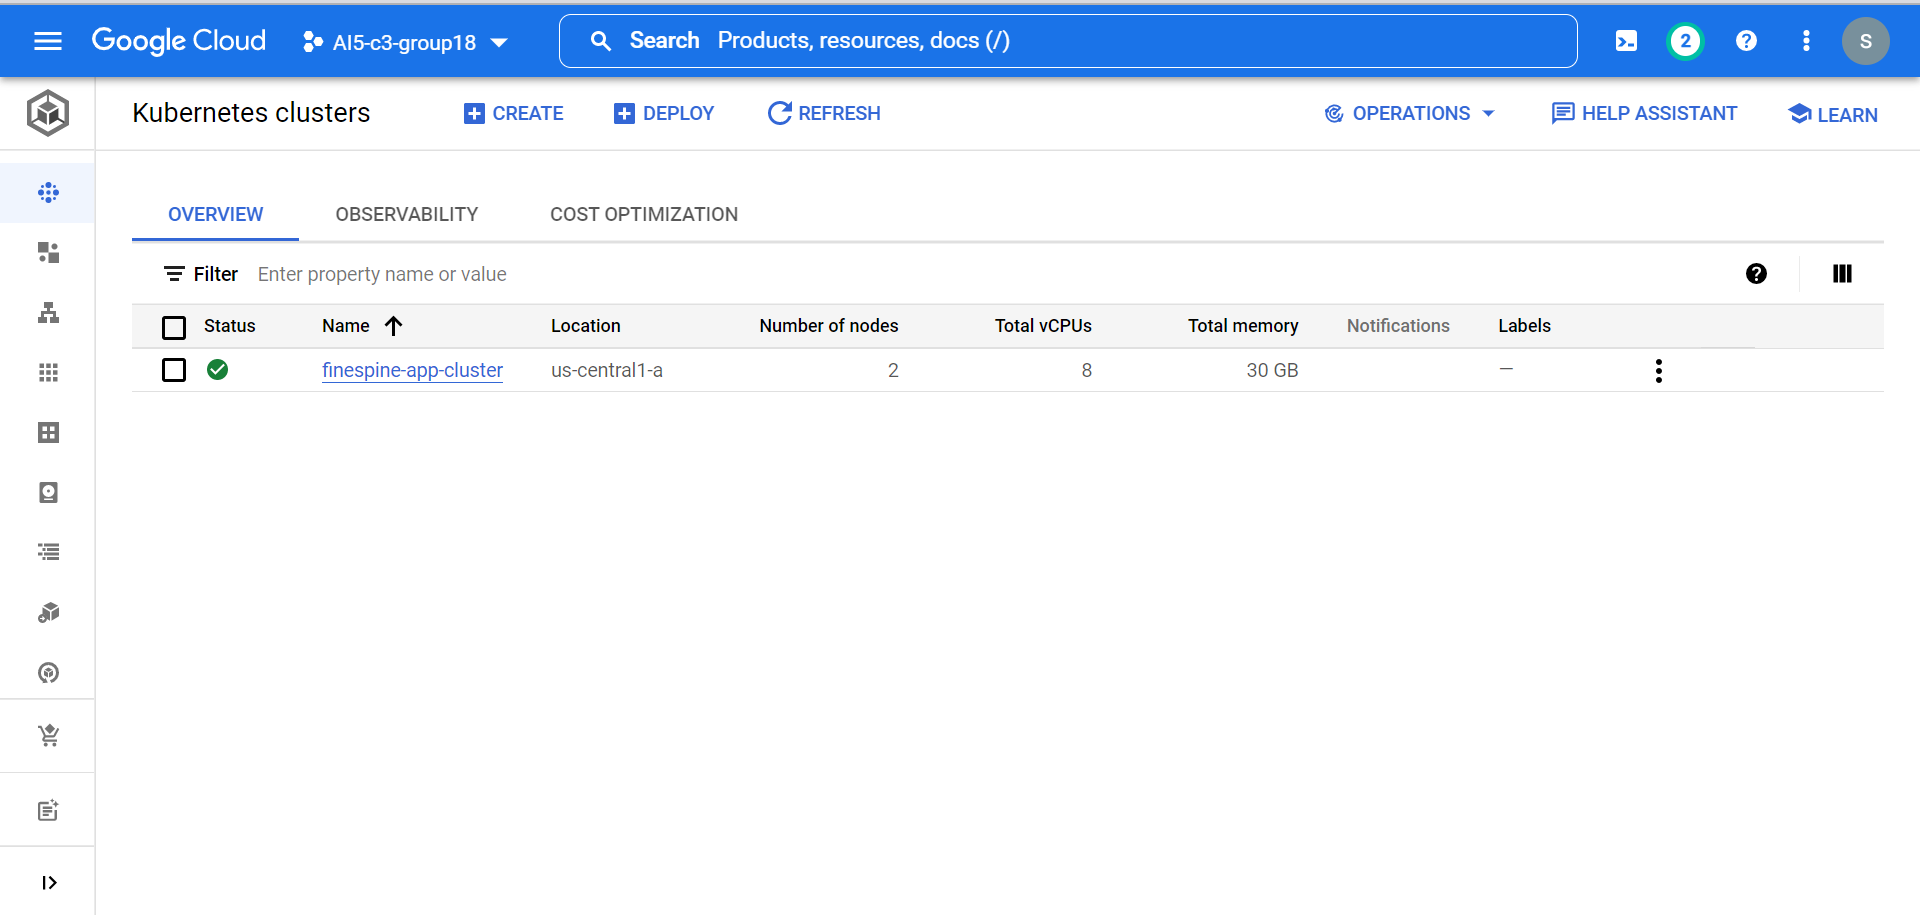 Google Cloud AI5-c3-group18 Search Products, resources, docs (/) 2 S
Kubernetes clusters CREATE DEPLOY REFRESH OPERATIONS HELP ASSISTANT LEARN
OVERVIEW OBSERVABILITY COST OPTIMIZATION
Filter Enter property name or value
Status Name Location Number of nodes Total vCPUs Total memory Notifications Labels
finespine-app-cluster us-central1-a 2 8 30 GB —